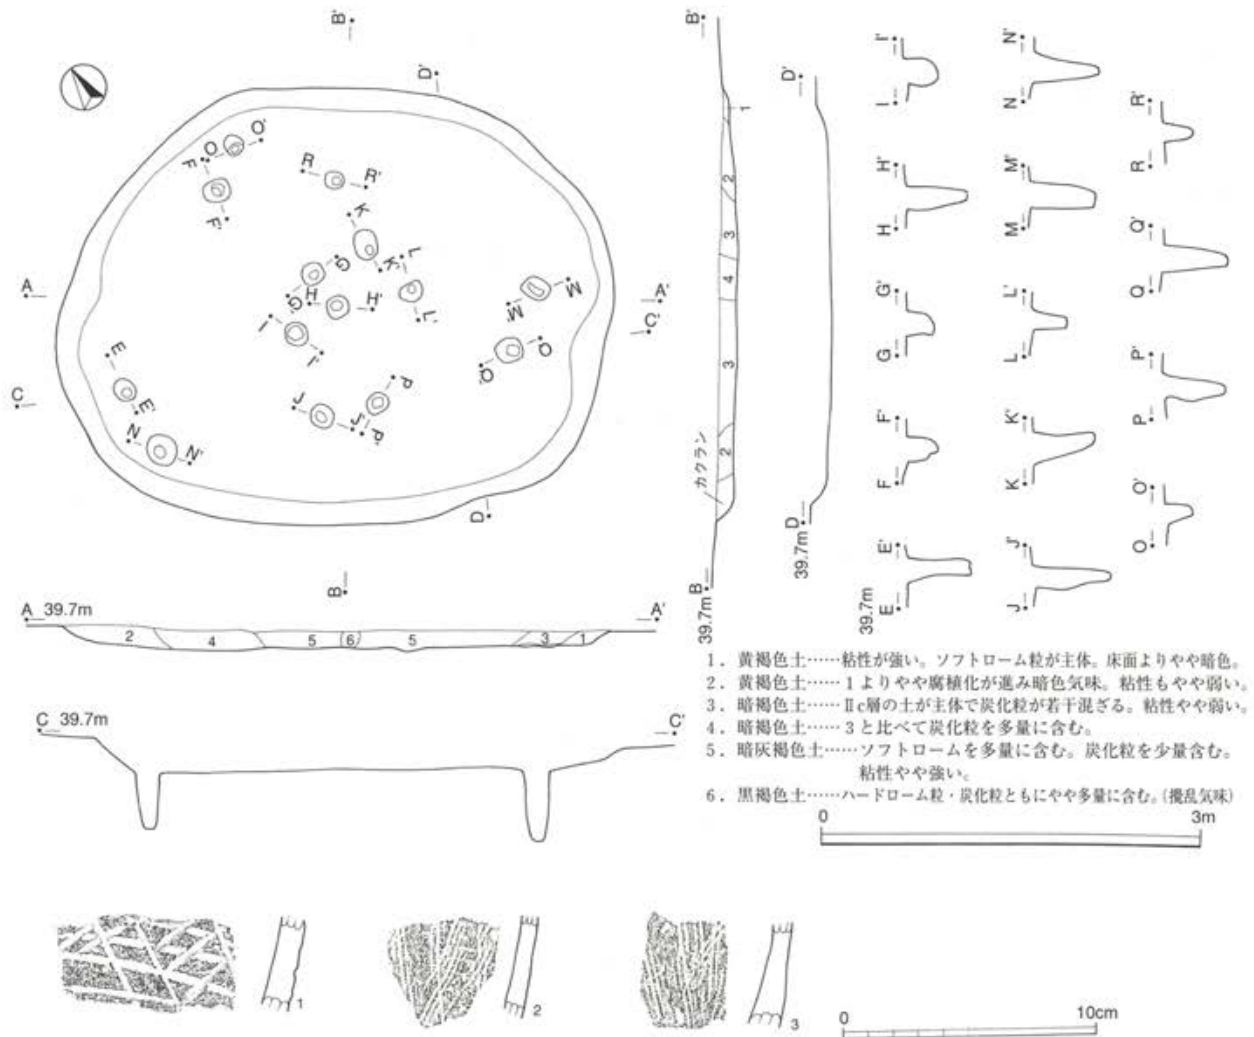 B'
D'
O'
O
F
F'
R
R'
K
K'
L
L'
G
G'
H
H'
I
I'
A
A'
C'
M
M'
Q
Q'
E
E'
C
N
N'
J
J'
P
P'
D
B
A 39.7m
A'
2
4
5
6
5
3
1
C 39.7m
C'
B'
1
2
3
4
3
2
カクラン
B
39.7m
D'
D
39.7m
I'
I
H'
H
G'
G
F'
F
E'
E
39.7m
N'
N
M'
M
L'
L
K'
K
J'
J
R'
R
Q'
Q
P'
P
O'
O
1．黄褐色土……粘性が強い。ソフトローム粒が主体。床面よりやや暗色。
2．黄褐色土……1よりやや腐植化が進み暗色気味。粘性もやや弱い。
3．暗褐色土……Ⅱc層の土が主体で炭化粒が若干混ざる。粘性やや弱い。
4．暗褐色土……3と比べて炭化粒を多量に含む。
5．暗灰褐色土……ソフトロームを多量に含む。炭化粒を少量含む。
粘性やや強い。
6．黒褐色土……ハードローム粒・炭化粒ともにやや多量に含む。(攪乱気味)
0 3m
1
2
3
0 10cm